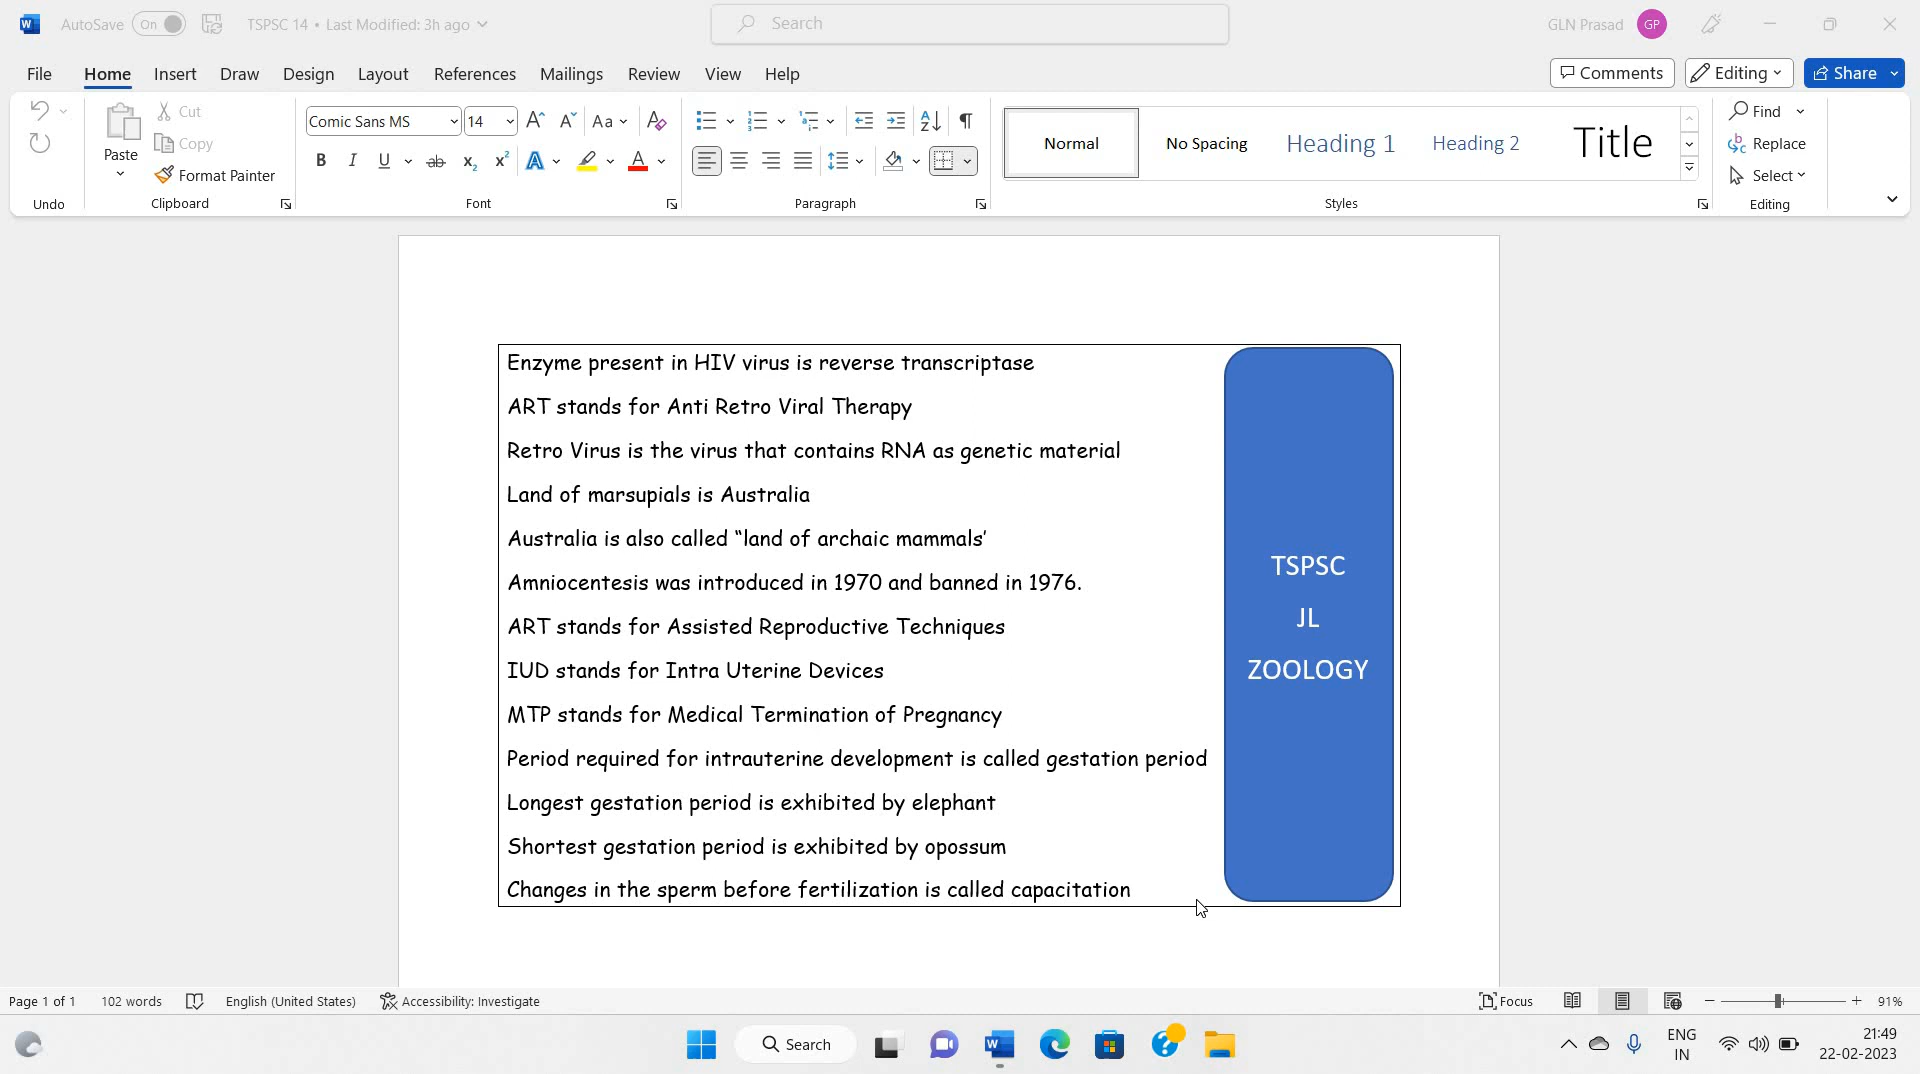 AutoSave On TSPSC 14 • Last Modified: 3h ago Search GLN Prasad GP
File Home Insert Draw Design Layout References Mailings Review View Help Comments Editing Share
Cut
Copy
Paste
Format Painter
Comic Sans MS 14
Normal No Spacing Heading 1 Heading 2 Title
Find
Replace
Select
Undo Clipboard Font Paragraph Styles Editing
Enzyme present in HIV virus is reverse transcriptase
ART stands for Anti Retro Viral Therapy
Retro Virus is the virus that contains RNA as genetic material
Land of marsupials is Australia
Australia is also called “land of archaic mammals’
Amniocentesis was introduced in 1970 and banned in 1976.
ART stands for Assisted Reproductive Techniques
IUD stands for Intra Uterine Devices
MTP stands for Medical Termination of Pregnancy
Period required for intrauterine development is called gestation period
Longest gestation period is exhibited by elephant
Shortest gestation period is exhibited by opossum
Changes in the sperm before fertilization is called capacitation
TSPSC
JL
ZOOLOGY
Page 1 of 1 102 words English (United States) Accessibility: Investigate Focus 91%
Search
ENG
IN
21:49
22-02-2023